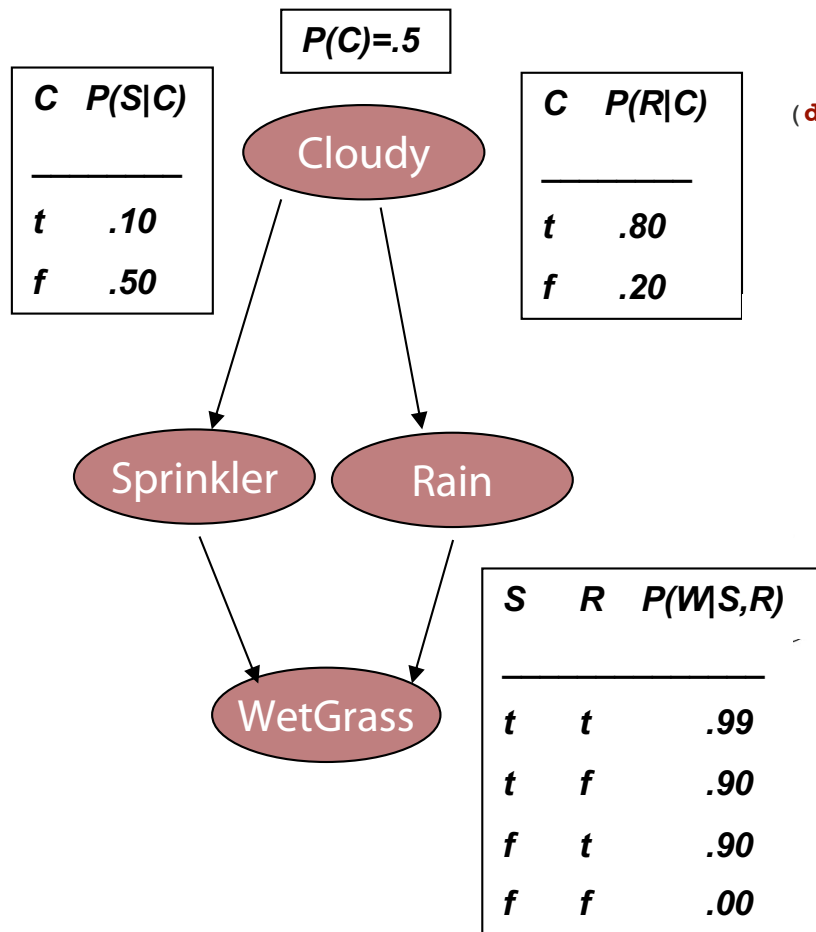 P(C)=.5
C P(S|C)
t .10
f .50
Cloudy
C P(R|C)
t .80
f .20
Sprinkler
Rain
WetGrass
S R P(W|S,R)
t t .99
t f .90
f t .90
f f .00